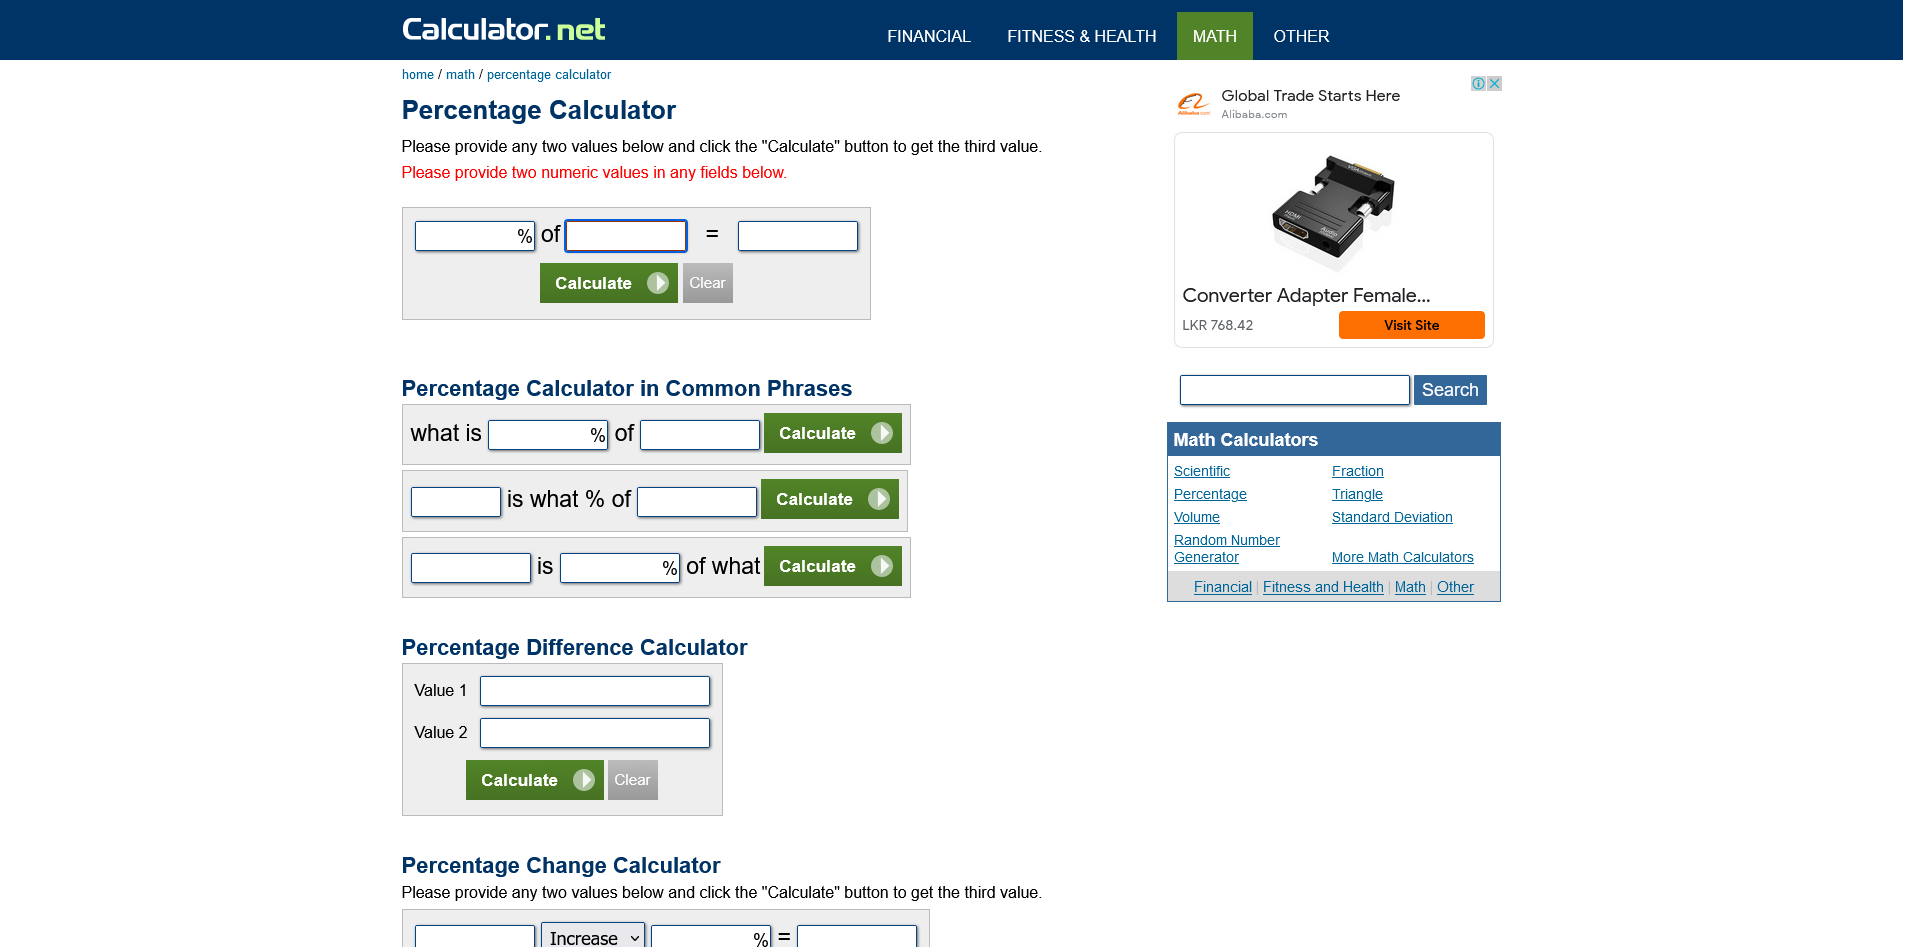 Calculator.net
FINANCIAL FITNESS & HEALTH MATH OTHER
home / math / percentage calculator
Percentage Calculator
Please provide any two values below and click the "Calculate" button to get the third value.
Please provide two numeric values in any fields below.
% of =
Calculate Clear
Percentage Calculator in Common Phrases
what is % of Calculate
is what % of Calculate
is % of what Calculate
Percentage Difference Calculator
Value 1
Value 2
Calculate Clear
Percentage Change Calculator
Please provide any two values below and click the "Calculate" button to get the third value.
Increase % =
Global Trade Starts Here
Alibaba.com
Alibaba.com
HDMI
Audio
Converter Adapter Female...
LKR 768.42 Visit Site
Search
Math Calculators
Scientific Fraction
Percentage Triangle
Volume Standard Deviation
Random Number
Generator More Math Calculators
Financial | Fitness and Health | Math | Other